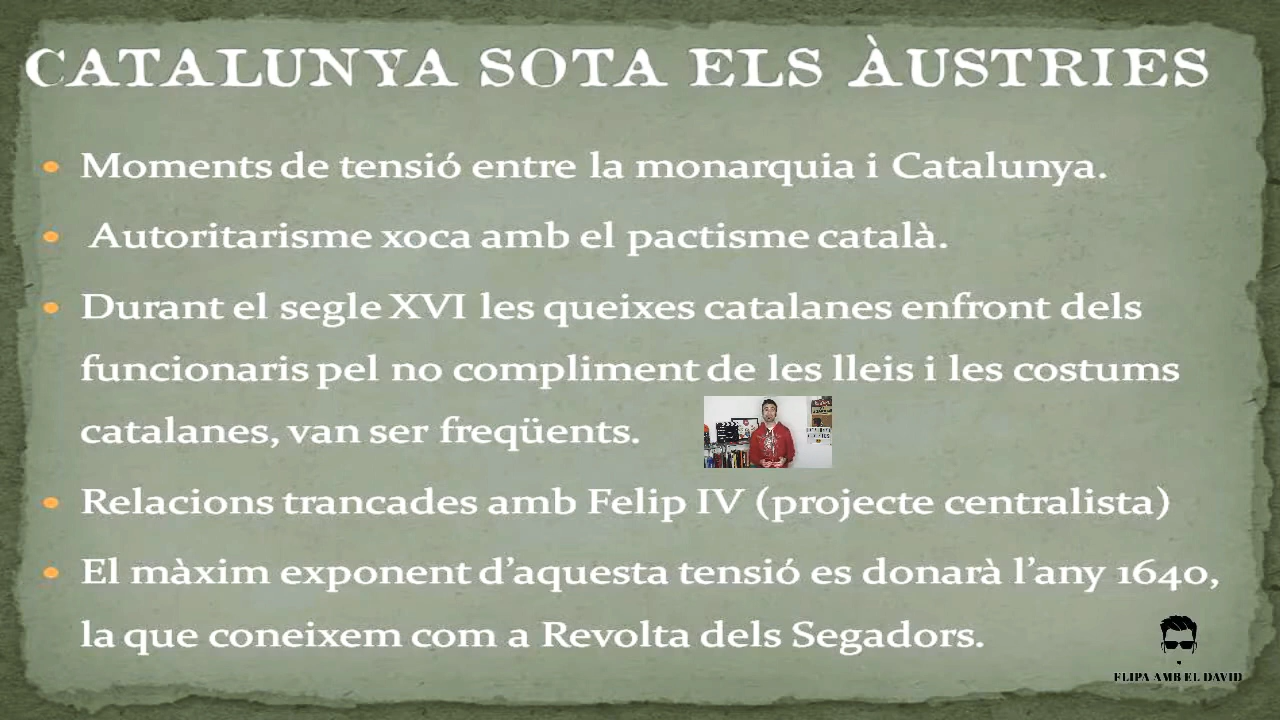 CATALUNYA SOTA ELS ÀUSTRIES
Moments de tensió entre la monarquia i Catalunya.
Autoritarisme xoca amb el pactisme català.
Durant el segle XVI les queixes catalanes enfront dels
funcionaris pel no compliment de les lleis i les costums
catalanes, van ser freqüents.
Relacions trancades amb Felip IV (projecte centralista)
El màxim exponent d'aquesta tensió es donarà l'any 1640,
la que coneixem com a Revolta dels Segadors.
FLIPA AMB EL DAVID